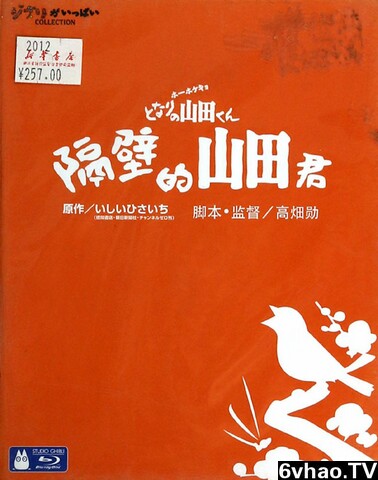 ジブリがいっぱい
COLLECTION
2012
新华书店
¥257.00
ホーホケキョ
となりの山田くん
隔壁的山田君
原作/いしいひさいち
脚本・監督/高畑勲
STUDIO GHIBLI
Blu-ray Disc
6vhao.TV